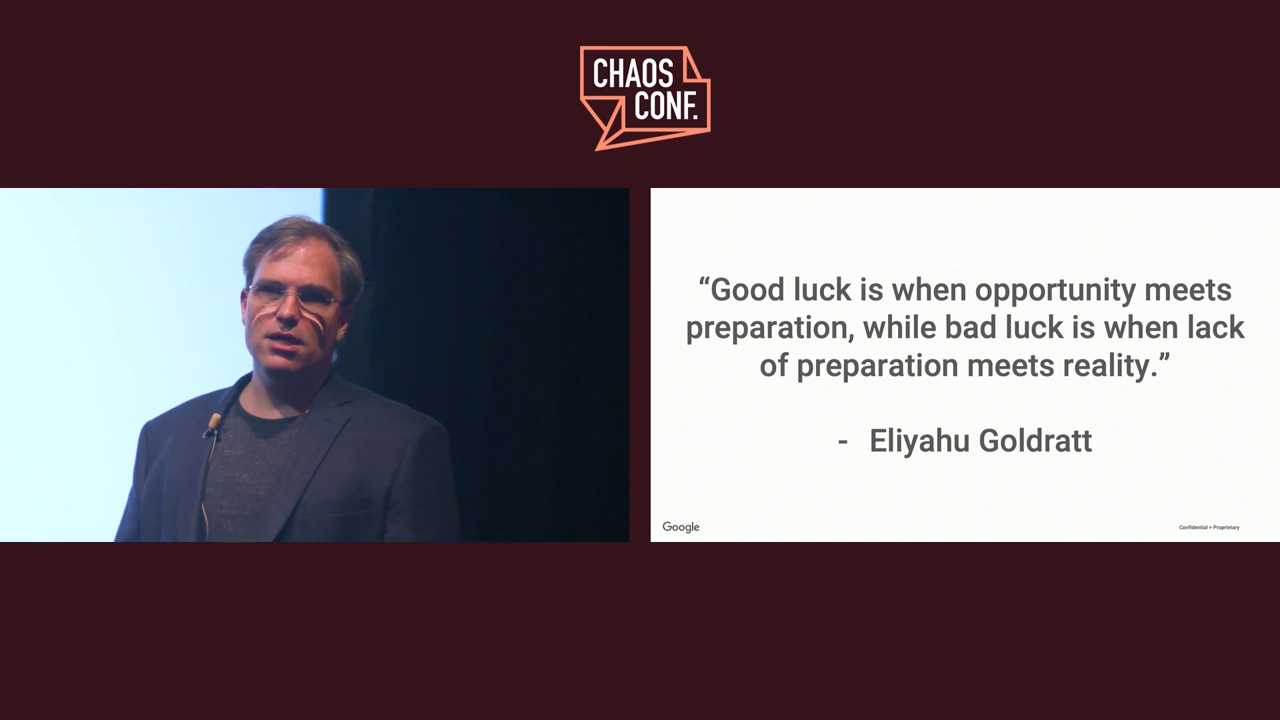 CHAOS
CONF.
“Good luck is when opportunity meets
preparation, while bad luck is when lack
of preparation meets reality.”
- Eliyahu Goldratt
Google
Confidential + Proprietary